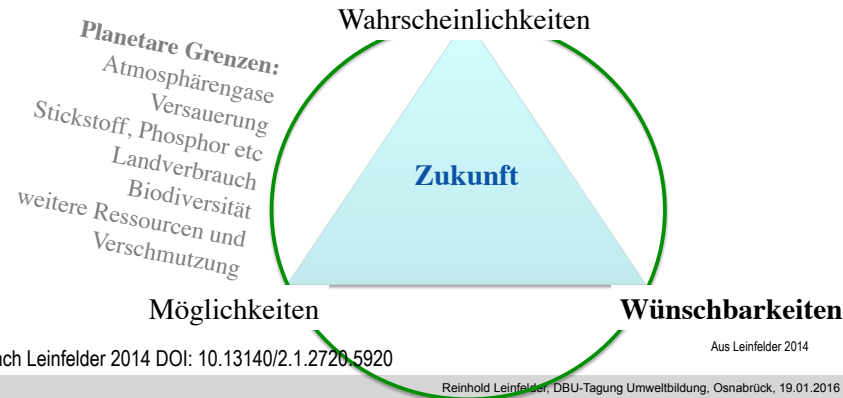 Wahrscheinlichkeiten
Planetare Grenzen:
Atmosphärengase
Versauerung
Stickstoff, Phosphor etc
Landverbrauch
Biodiversität
weitere Ressourcen und
Verschmutzung
Zukunft
Möglichkeiten
Wünschbarkeiten
Aus Leinfelder 2014
ach Leinfelder 2014 DOI: 10.13140/2.1.2720.5920
Reinhold Leinfelder, DBU-Tagung Umweltbildung, Osnabrück, 19.01.2016